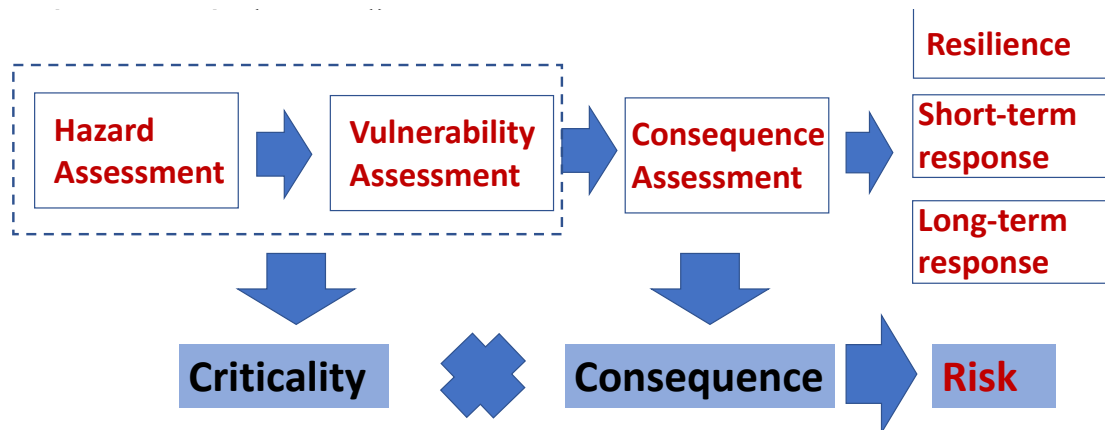 Resilience
Hazard
Assessment
Vulnerability
Assessment
Consequence
Assessment
Short-term
response
Long-term
response
Criticality
Consequence
Risk